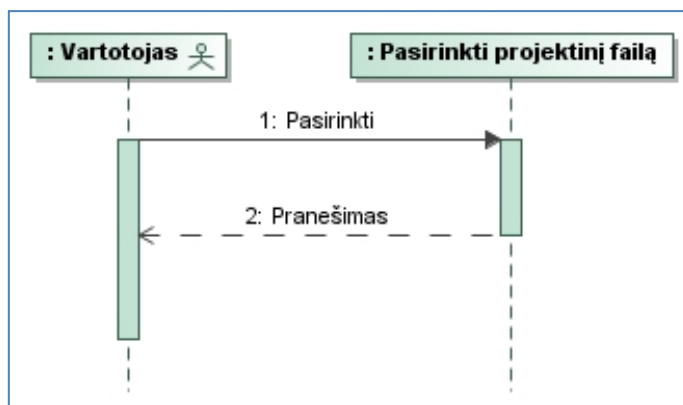 : Vartotojas
: Pasirinkti projektinį failą
1: Pasirinkti
2: Pranešimas